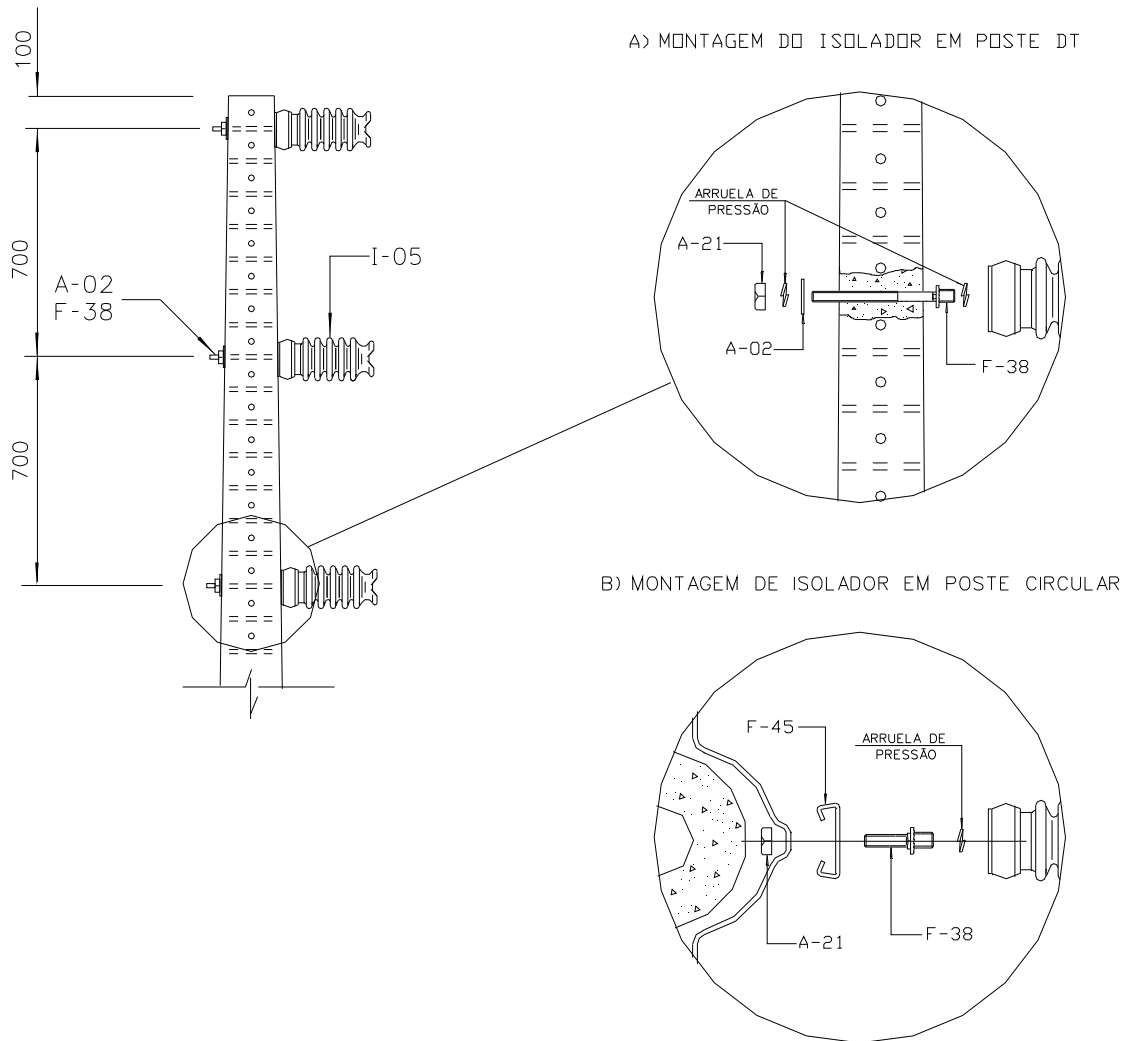 100
700
700
A-02
F-38
I-05
A) MONTAGEM DO ISOLADOR EM POSTE DT
ARRUELA DE
PRESSÃO
A-21
A-02
F-38
B) MONTAGEM DE ISOLADOR EM POSTE CIRCULAR
F-45
ARRUELA DE
PRESSÃO
A-21
F-38